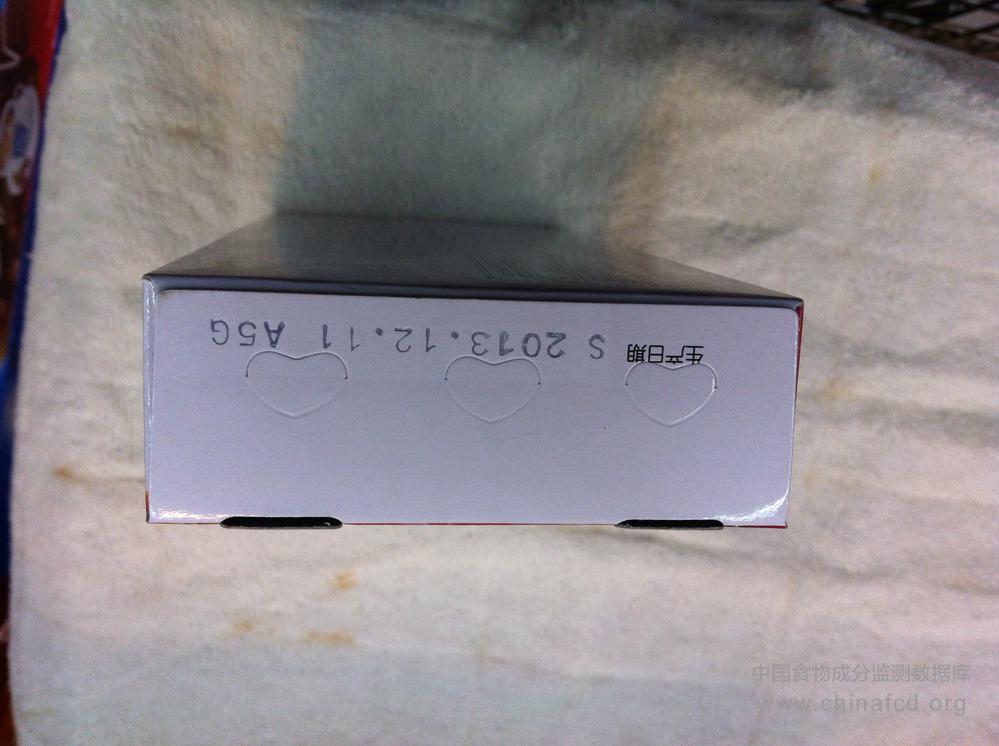 生产日期 S 2013.12.11 A5G
中国食物成分监测数据库
www.chinafcd.org